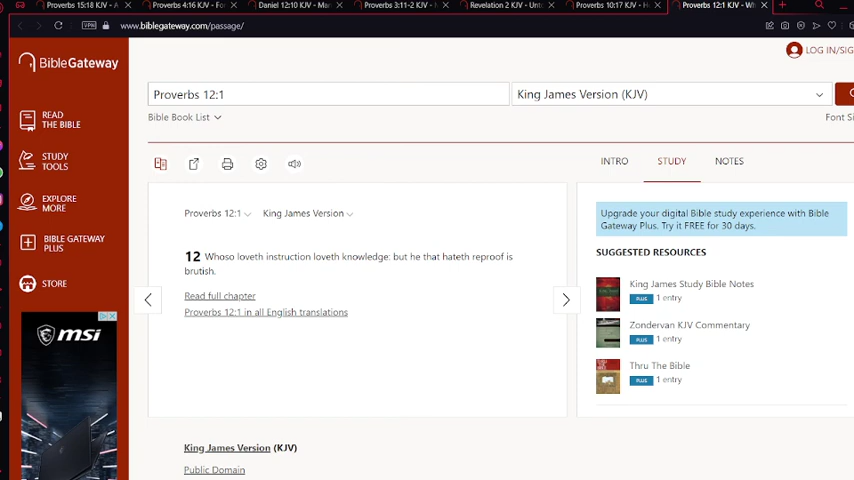 Proverbs 15:18 KJV - A
Proverbs 4:16 KJV - For
Daniel 12:10 KJV - Man
Proverbs 3:11-2 KJV
Revelation 2 KJV - Unto
Proverbs 10:17 KJV - H
Proverbs 12:1 KJV - Wh
VPN
www.biblegateway.com/passage/
BibleGateway
LOG IN/SIG
READ
THE BIBLE
STUDY
TOOLS
EXPLORE
MORE
BIBLE GATEWAY
PLUS
STORE
msi
Proverbs 12:1
King James Version (KJV)
Bible Book List
Font Si
INTRO
STUDY
NOTES
Proverbs 12:1
King James Version
12 Whoso loveth instruction loveth knowledge: but he that hateth reproof is
brutish.
Read full chapter
Proverbs 12:1 in all English translations
Upgrade your digital Bible study experience with Bible
Gateway Plus. Try it FREE for 30 days.
SUGGESTED RESOURCES
King James Study Bible Notes
PLUS 1 entry
Zondervan KJV Commentary
PLUS 1 entry
Thru The Bible
PLUS 1 entry
King James Version (KJV)
Public Domain